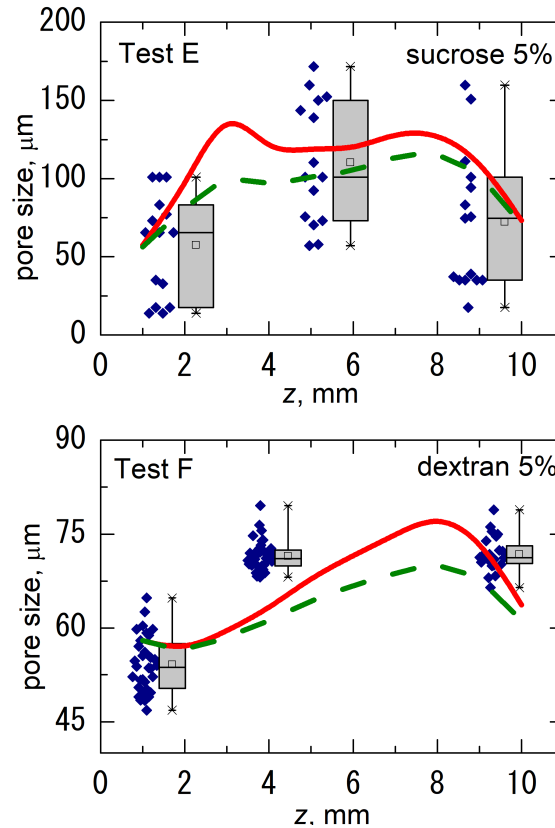 200
Test E
sucrose 5%
150
100
50
0
pore size, μm
0 2 4 6 8 10
z, mm
90
Test F
dextran 5%
75
60
45
pore size, μm
0 2 4 6 8 10
z, mm